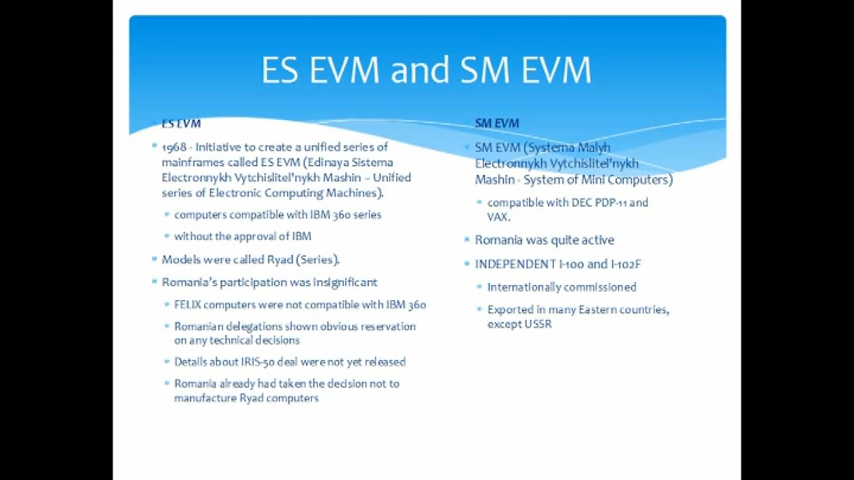 ES EVM and SM EVM
ES EVM
1968 - Initiative to create a unified series of
mainframes called ES EVM (Edinaya Sistema
Electronnykh Vytchislitel'nykh Mashin – Unified
series of Electronic Computing Machines).
computers compatible with IBM 360 series
without the approval of IBM
Models were called Ryad (Series).
Romania's participation was insignificant
FELIX computers were not compatible with IBM 360
Romanian delegations shown obvious reservation
on any technical decisions
Details about IRIS-50 deal were not yet released
Romania already had taken the decision not to
manufacture Ryad computers
SM EVM
SM EVM (Systema Malyh
Electronnykh Vytchislitel'nykh
Mashin - System of Mini Computers)
compatible with DEC PDP-11 and
VAX.
Romania was quite active
INDEPENDENT I-100 and I-102F
Internationally commissioned
Exported in many Eastern countries,
except USSR